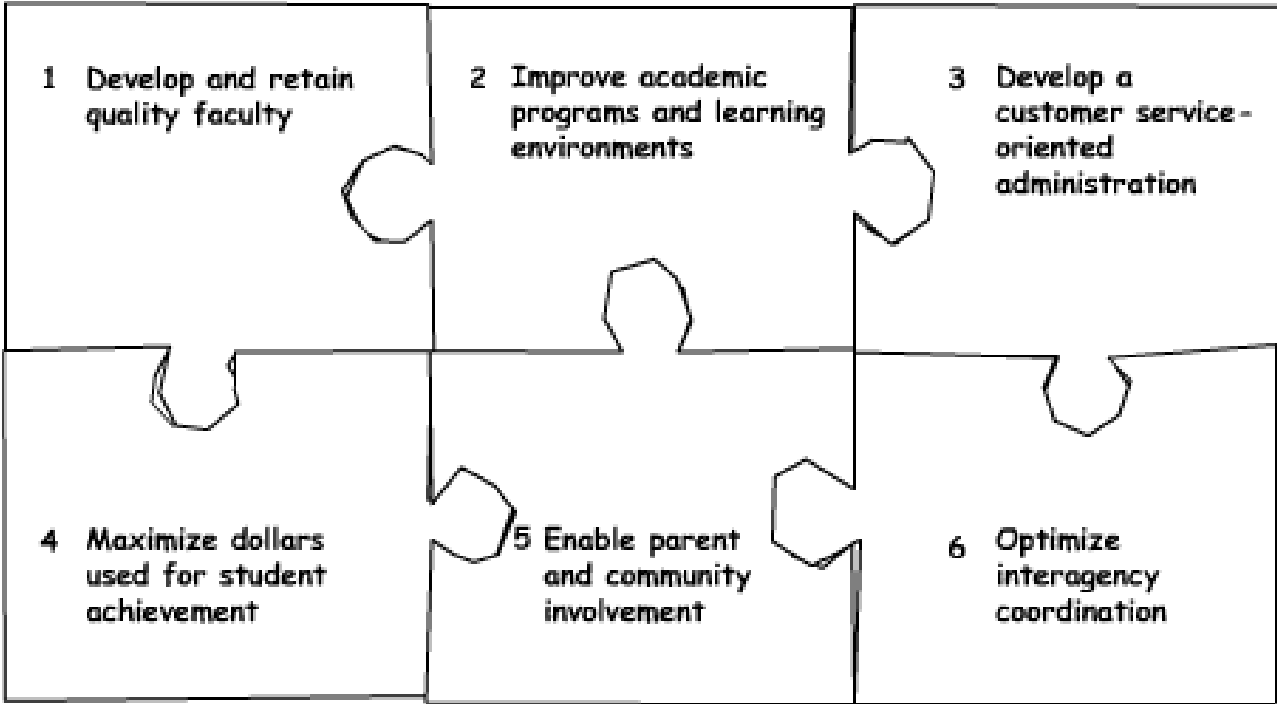 1 Develop and retain
quality faculty
2 Improve academic
programs and learning
environments
3 Develop a
customer service-
oriented
administration
4 Maximize dollars
used for student
achievement
5 Enable parent
and community
involvement
6 Optimize
interagency
coordination